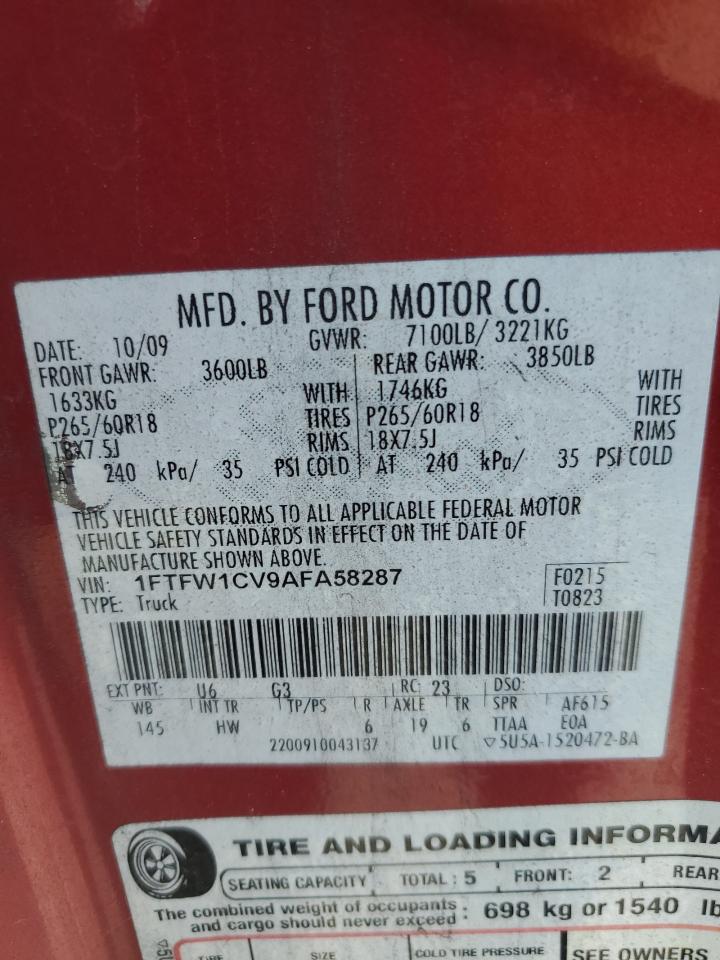 MFD. BY FORD MOTOR CO.
DATE: 10/09 GVWR: 7100LB/ 3221KG
FRONT GAWR: 3600LB REAR GAWR: 3850LB
1633KG WITH 1746KG WITH
P265/60R18 TIRES P265/60R18 TIRES
18X7.5J RIMS 18X7.5J RIMS
AT 240 kPa/ 35 PSI COLD AT 240 kPa/ 35 PSI COLD
THIS VEHICLE CONFORMS TO ALL APPLICABLE FEDERAL MOTOR
VEHICLE SAFETY STANDARDS IN EFFECT ON THE DATE OF
MANUFACTURE SHOWN ABOVE.
VIN: 1FTFW1CV9AFA58287 F0215
TYPE: Truck T0823
EXT PNT: U6 G3 RC: 23 DSO:
WB INT TR TP/PS R AXLE TR SPR AF615
145 HW 6 19 6 TTAA E0A
2200910043137 UTC ▽5U5A-1520472-BA
TIRE AND LOADING INFORMA
SEATING CAPACITY TOTAL: 5 FRONT: 2 REAR
The combined weight of occupants and cargo should never exceed: 698 kg or 1540 lb
TIRE SIZE COLD TIRE PRESSURE SEE OWNERS